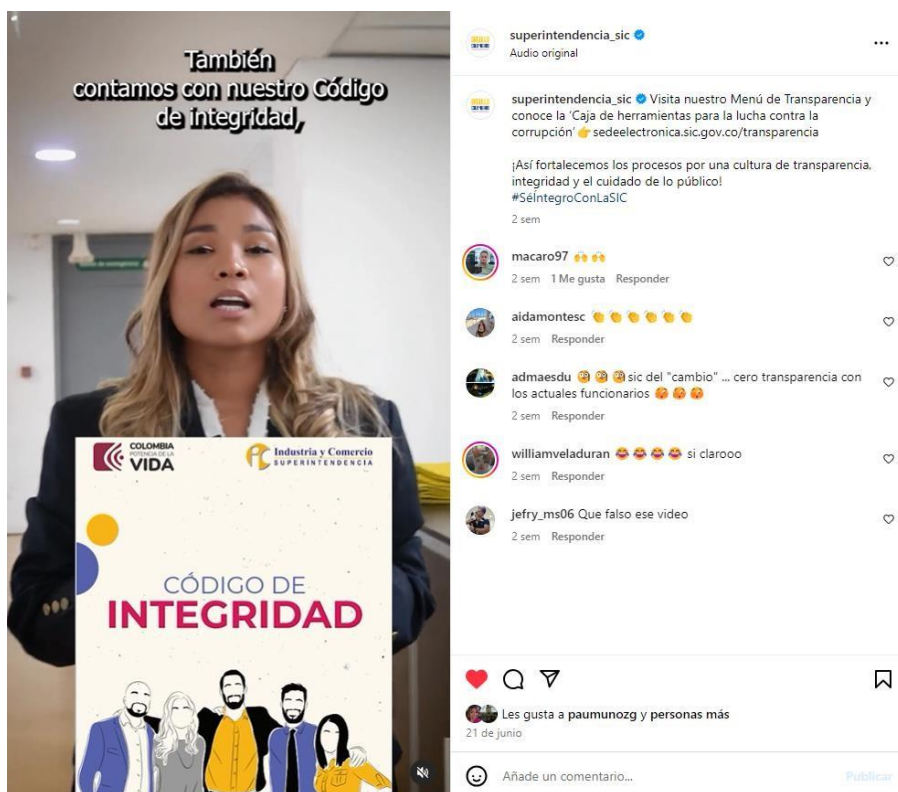 También
contamos con nuestro Código
de integridad,
COLOMBIA
POTENCIA DE LA
VIDA
Industria y Comercio
SUPERINTENDENCIA
CÓDIGO DE
INTEGRIDAD
superintendencia_sic
Audio original
superintendencia_sic Visita nuestro Menú de Transparencia y
conoce la 'Caja de herramientas para la lucha contra la
corrupción' 👉 sedeelectronica.sic.gov.co/transparencia
¡Así fortalecemos los procesos por una cultura de transparencia,
integridad y el cuidado de lo público!
#SéÍntegroConLaSIC
2 sem
macaro97 🙌🙌
2 sem 1 Me gusta Responder
aidamontesc 👏👏👏👏👏👏
2 sem Responder
admaesdu 🧐🧐🧐sic del "cambio" ... cero transparencia con
los actuales funcionarios 🥵🥵🥵
2 sem Responder
williamveladuran 😂😂😂😂 si clarooo
2 sem Responder
jefry_ms06 Que falso ese video
2 sem Responder
Les gusta a paumunozg y personas más
21 de junio
Añade un comentario...
Publicar